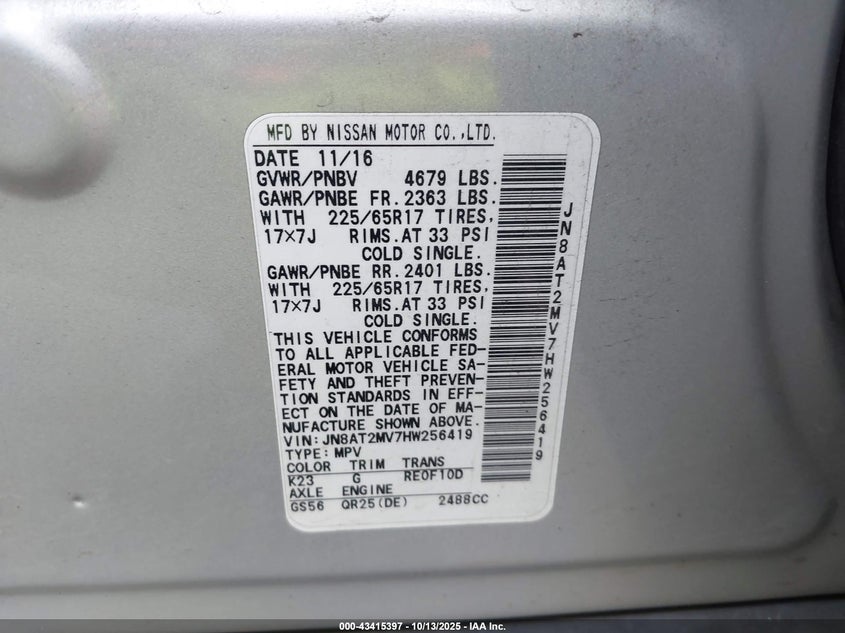 MFD BY NISSAN MOTOR CO.,LTD.
DATE 11/16
GVWR/PNBV 4679 LBS.
GAWR/PNBE FR. 2363 LBS.
WITH 225/65R17 TIRES,
17×7J RIMS. AT 33 PSI
COLD SINGLE.
GAWR/PNBE RR. 2401 LBS.
WITH 225/65R17 TIRES,
17×7J RIMS. AT 33 PSI
COLD SINGLE.
THIS VEHICLE CONFORMS
TO ALL APPLICABLE FED-
ERAL MOTOR VEHICLE SA-
FETY AND THEFT PREVEN-
TION STANDARDS IN EFF-
ECT ON THE DATE OF MA-
NUFACTURE SHOWN ABOVE.
VIN: JN8AT2MV7HW256419
TYPE: MPV
COLOR TRIM TRANS
K23 G RE0F10D
AXLE ENGINE
GS56 QR25(DE) 2488CC
JN8AT2MV7HW256419
000-43415397 - 10/13/2025 - IAA Inc.